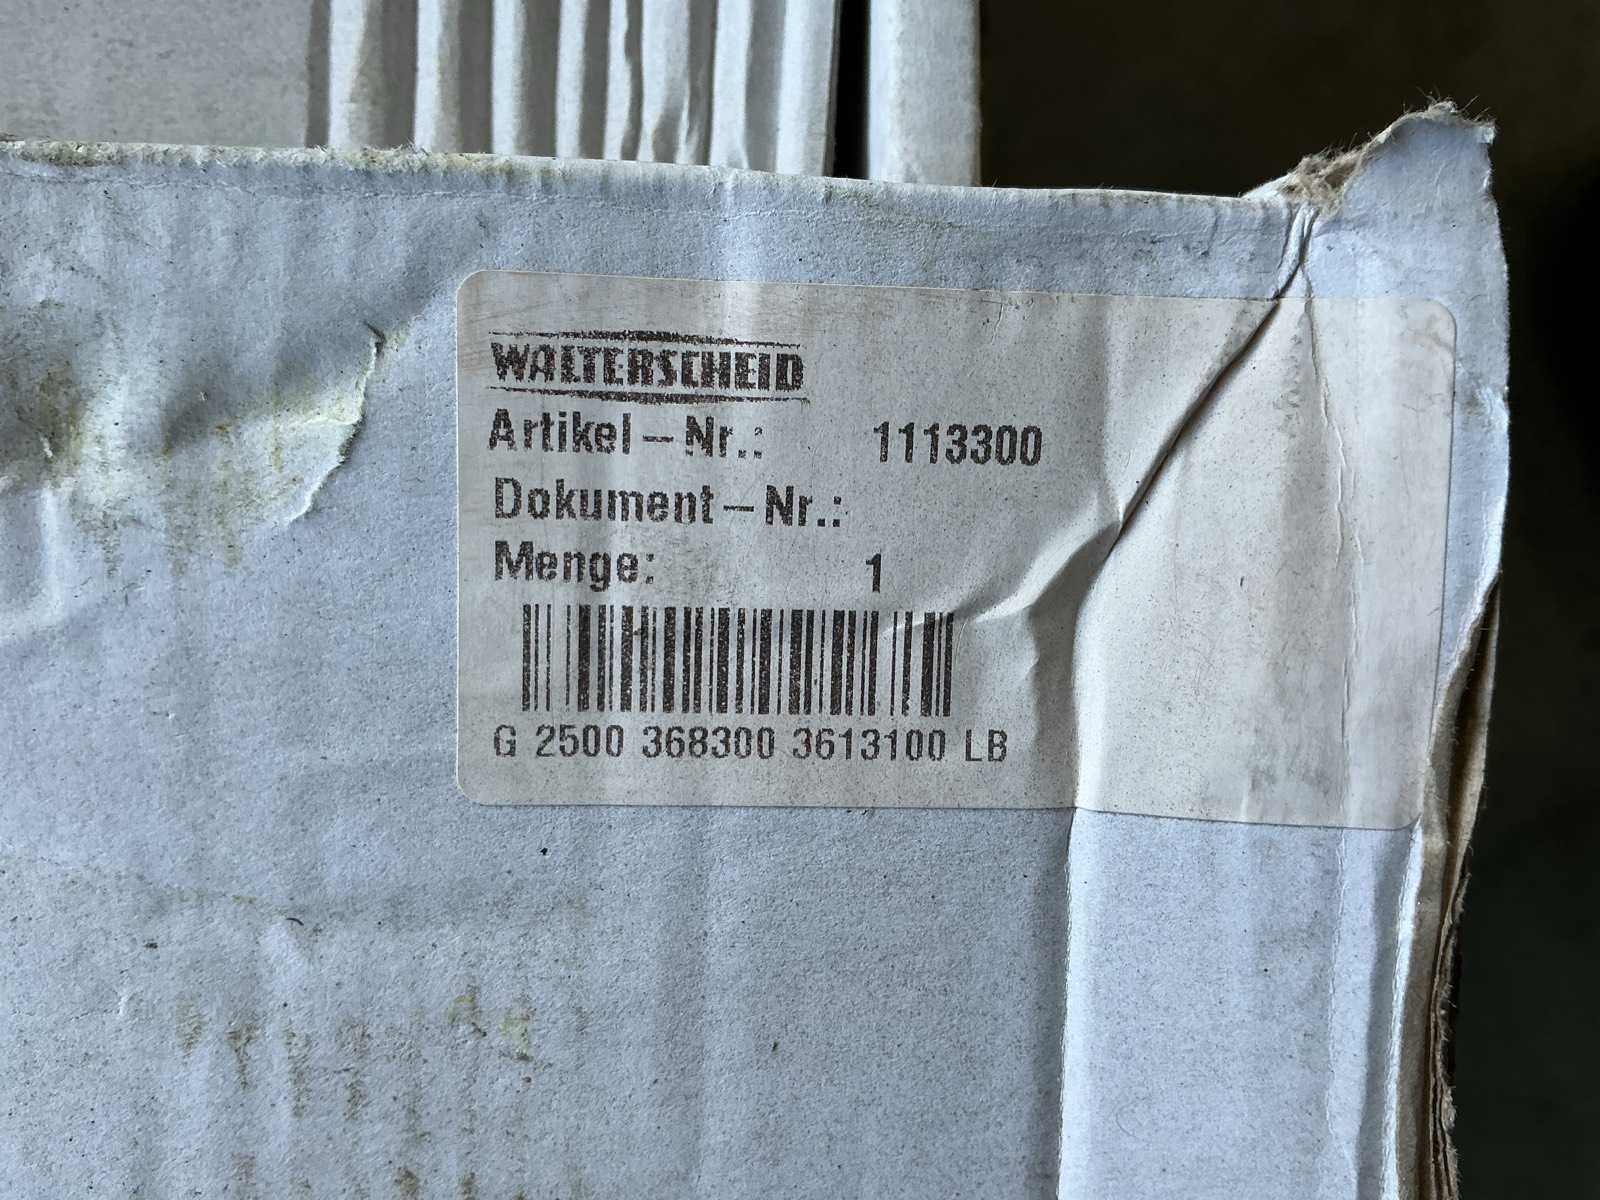 WALTERSCHEID
Artikel-Nr.: 1113300
Dokument-Nr.:
Menge: 1
G 2500 368300 3613100 LB